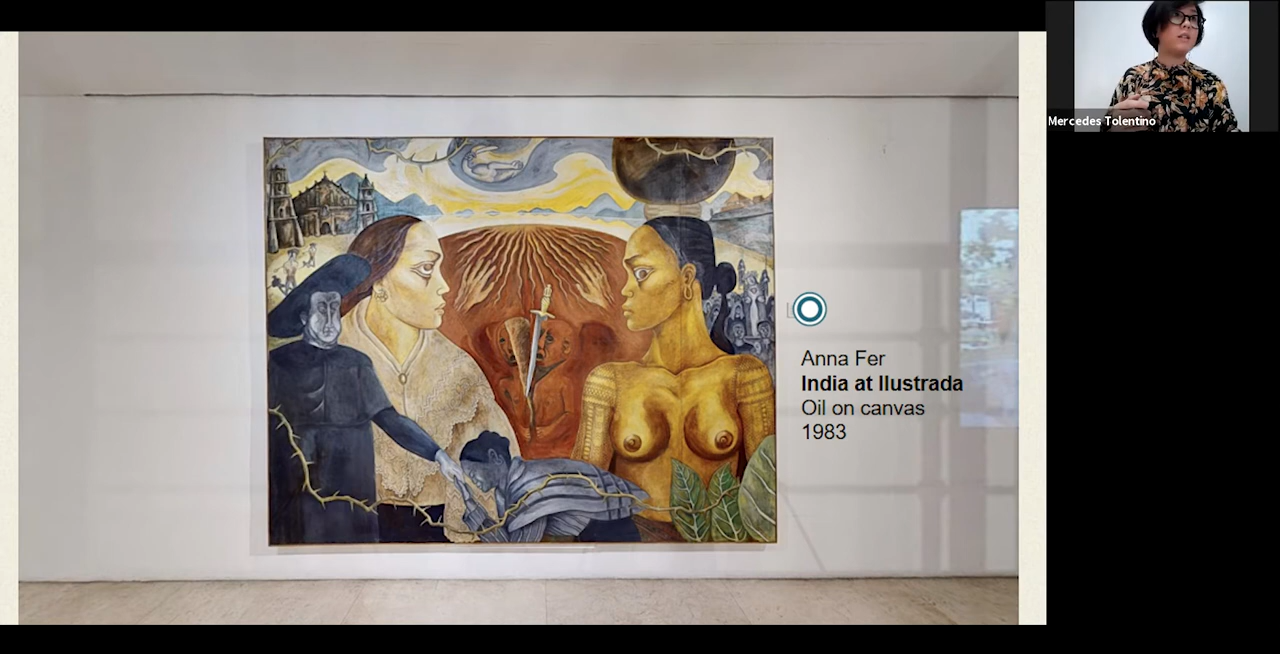 Mercedes Tolentino
Anna Fer
India at Ilustrada
Oil on canvas
1983